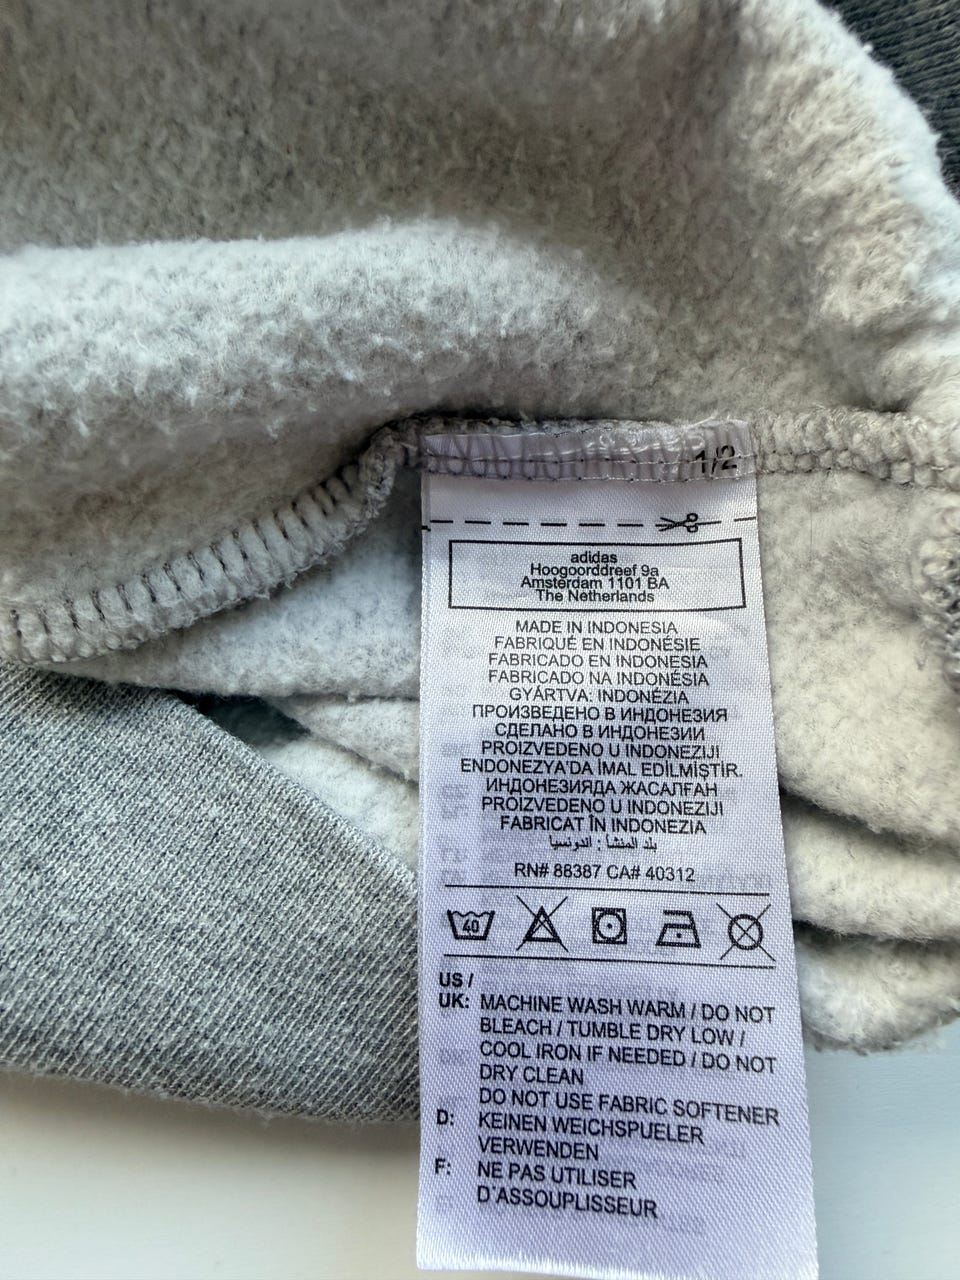 1/2
adidas
Hoogoorddreef 9a
Amsterdam 1101 BA
The Netherlands
MADE IN INDONESIA
FABRIQUÉ EN INDONÉSIE
FABRICADO EN INDONESIA
FABRICADO NA INDONÉSIA
GYÁRTVA: INDONÉZIA
ПРОИЗВЕДЕНО В ИНДОНЕЗИЯ
СДЕЛАНО В ИНДОНЕЗИИ
PROIZVEDENO U INDONEZIJI
ENDONEZYA'DA İMAL EDİLMİŞTİR.
ИНДОНЕЗИЯДА ЖАСАЛҒАН
PROIZVEDENO U INDONEZIJI
FABRICAT ÎN INDONEZIA
بلد المنشأ : اندونسيا
RN# 88387 CA# 40312
40
US /
UK: MACHINE WASH WARM / DO NOT
BLEACH / TUMBLE DRY LOW /
COOL IRON IF NEEDED / DO NOT
DRY CLEAN
DO NOT USE FABRIC SOFTENER
D: KEINEN WEICHSPUELER
VERWENDEN
F: NE PAS UTILISER
D'ASSOUPLISSEUR